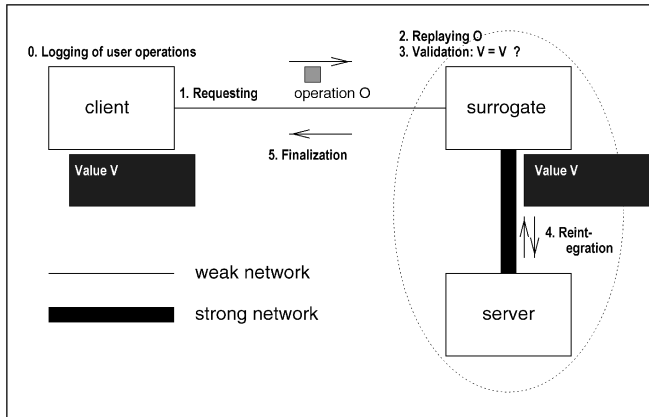 0. Logging of user operations
2. Replaying O
3. Validation: V = V ?
client
1. Requesting
operation O
surrogate
5. Finalization
Value V
Value V
4. Reint-
egration
weak network
strong network
server